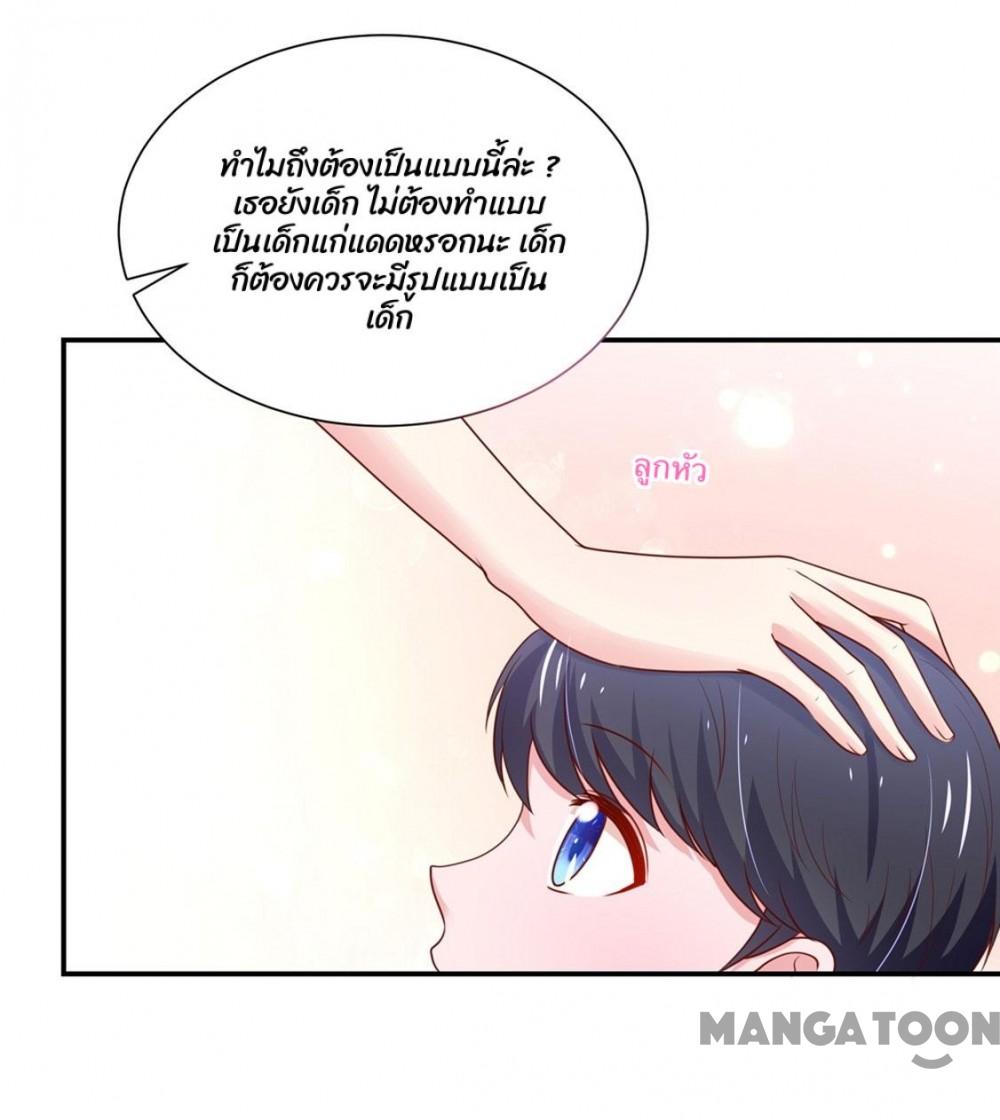 ทำไมถึงต้องเป็นแบบนี้ล่ะ ?
เธอยังเด็ก ไม่ต้องทำแบบ
เป็นเด็กแก่แดดหรอกนะ เด็ก
ก็ต้องควรจะมีรูปแบบเป็น
เด็ก
ลูกหัว
MANGATOON